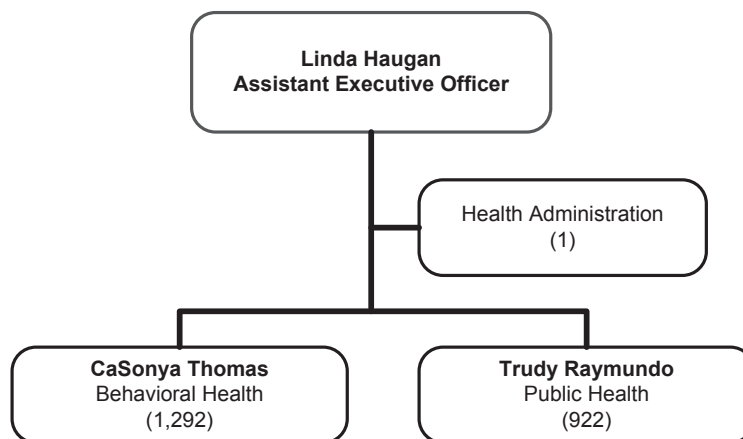 Linda Haugan
Assistant Executive Officer
Health Administration
(1)
CaSonya Thomas
Behavioral Health
(1,292)
Trudy Raymundo
Public Health
(922)